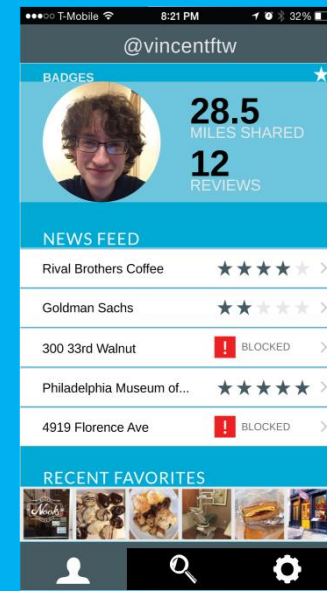 T-Mobile 8:21 PM 32%
@vincentftw
BADGES
28.5
MILES SHARED
12
REVIEWS
NEWS FEED
Rival Brothers Coffee
Goldman Sachs
300 33rd Walnut ! BLOCKED
Philadelphia Museum of...
4919 Florence Ave ! BLOCKED
RECENT FAVORITES
Nook